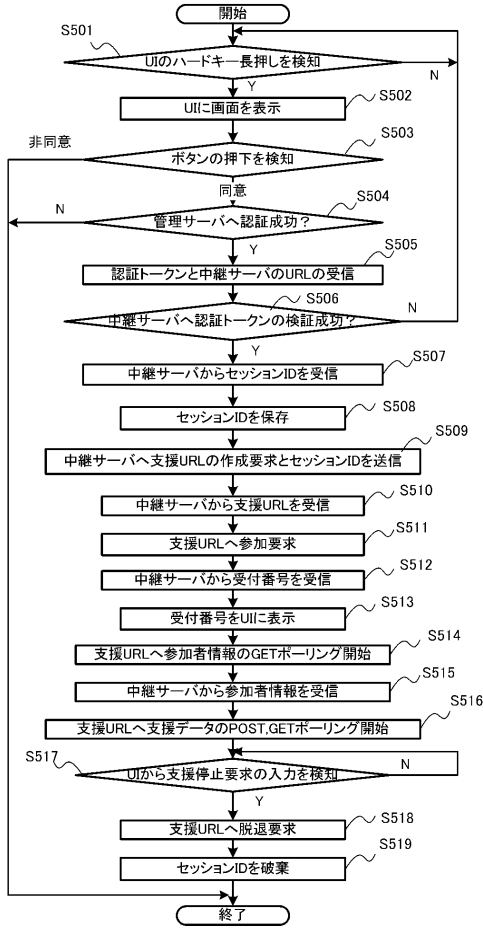 開始
S501
UIのハードキー長押しを検知
N
Y
S502
UIに画面を表示
S503
非同意
ボタンの押下を検知
同意
S504
N
管理サーバへ認証成功？
Y
S505
認証トークンと中継サーバのURLの受信
S506
N
中継サーバへ認証トークンの検証成功？
Y
S507
中継サーバからセッションIDを受信
S508
セッションIDを保存
S509
中継サーバへ支援URLの作成要求とセッションIDを送信
S510
中継サーバから支援URLを受信
S511
支援URLへ参加要求
S512
中継サーバから受付番号を受信
S513
受付番号をUIに表示
S514
支援URLへ参加者情報のGETポーリング開始
S515
中継サーバから参加者情報を受信
S516
支援URLへ支援データのPOST,GETポーリング開始
S517
N
UIから支援停止要求の入力を検知
Y
S518
支援URLへ脱退要求
S519
セッションIDを破棄
終了